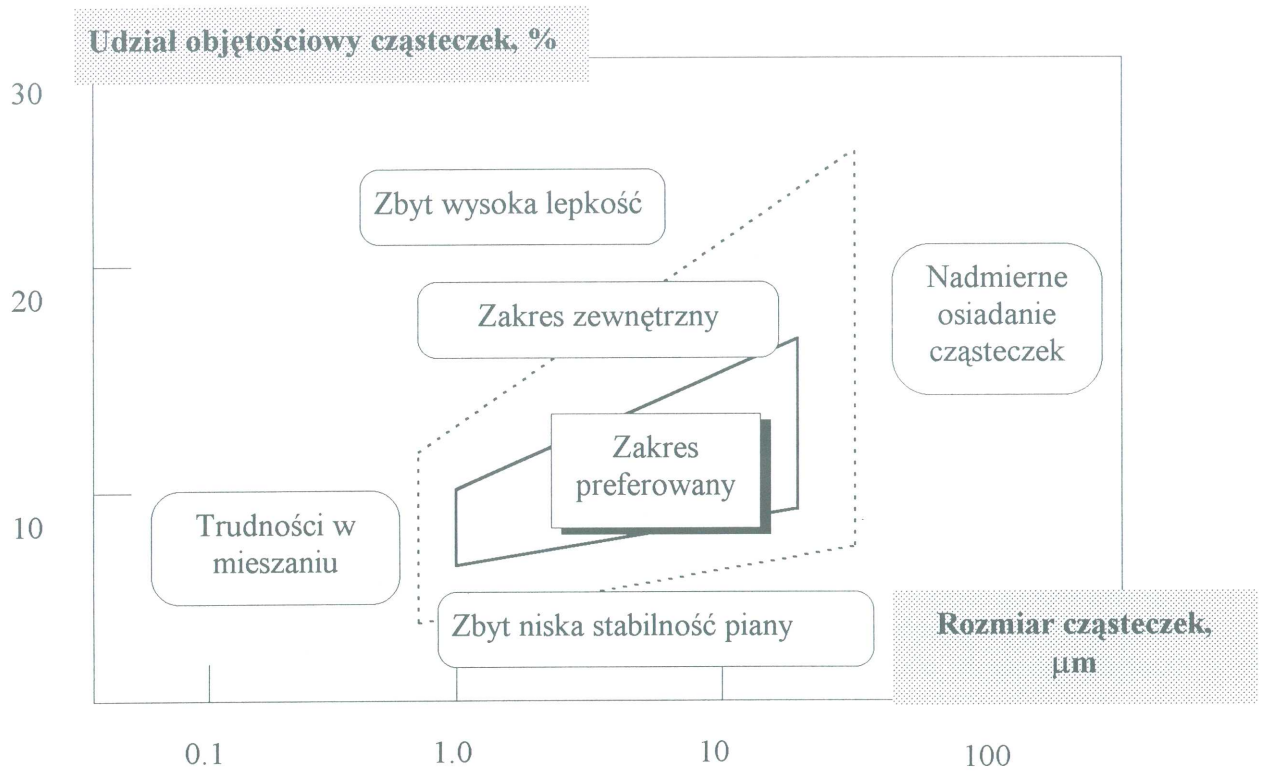 Udział objętościowy cząsteczek, %
30
Zbyt wysoka lepkość
20
Zakres zewnętrzny
Nadmierne
osiadanie
cząsteczek
Zakres
preferowany
10
Trudności w
mieszaniu
Zbyt niska stabilność piany
Rozmiar cząsteczek,
μm
0.1
1.0
10
100